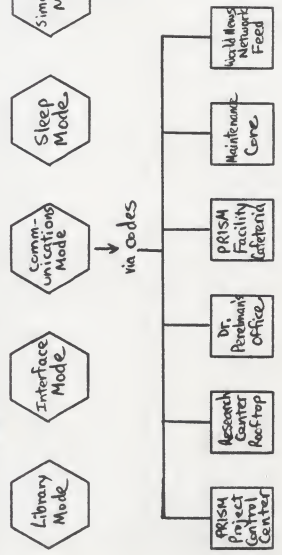 Library
Mode
Interface
Mode
Comm-
unications
Mode
Sleep
Mode
via codes
PRISM
Project
Control
Center
Research
Center
Rooftop
Dr.
Perelman's
Office
PRISM
Facility
Cafeteria
Maintenance
Core
World News
Network
Feed